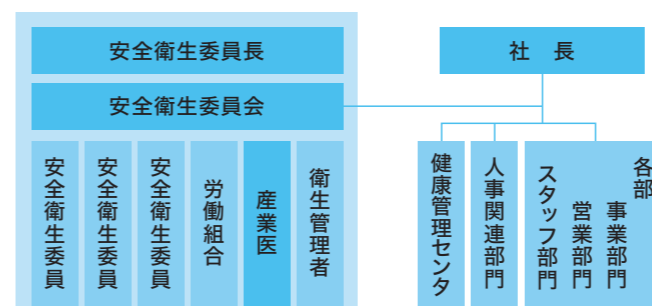 安全衛生委員長
安全衛生委員会
安全衛生委員
安全衛生委員
安全衛生委員
労働組合
産業医
衛生管理者
社　長
健康管理センタ
人事関連部門
各部
事業部門
営業部門
スタッフ部門